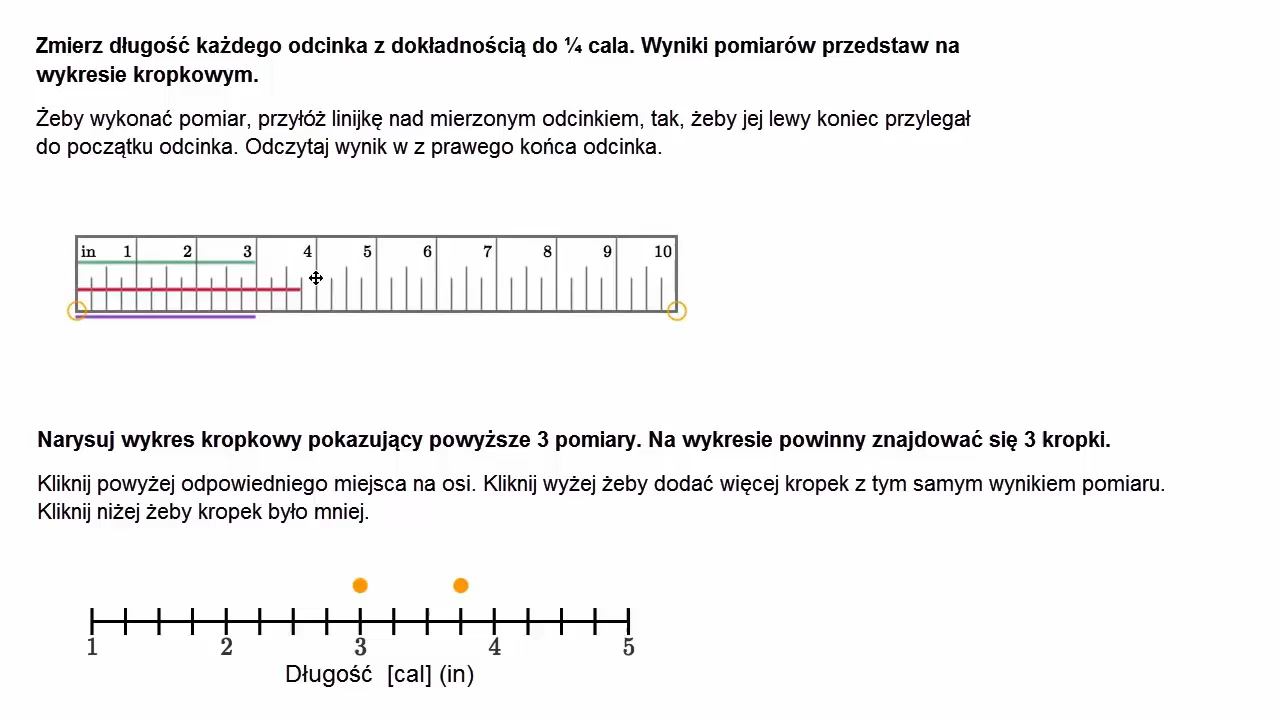 Zmierz długość każdego odcinka z dokładnością do ¼ cala. Wyniki pomiarów przedstaw na
wykresie kropkowym.
Żeby wykonać pomiar, przyłóż linijkę nad mierzonym odcinkiem, tak, żeby jej lewy koniec przylegał
do początku odcinka. Odczytaj wynik w z prawego końca odcinka.
in 1 2 3 4 5 6 7 8 9 10
Narysuj wykres kropkowy pokazujący powyższe 3 pomiary. Na wykresie powinny znajdować się 3 kropki.
Kliknij powyżej odpowiedniego miejsca na osi. Kliknij wyżej żeby dodać więcej kropek z tym samym wynikiem pomiaru.
Kliknij niżej żeby kropek było mniej.
1 2 3 4 5
Długość [cal] (in)